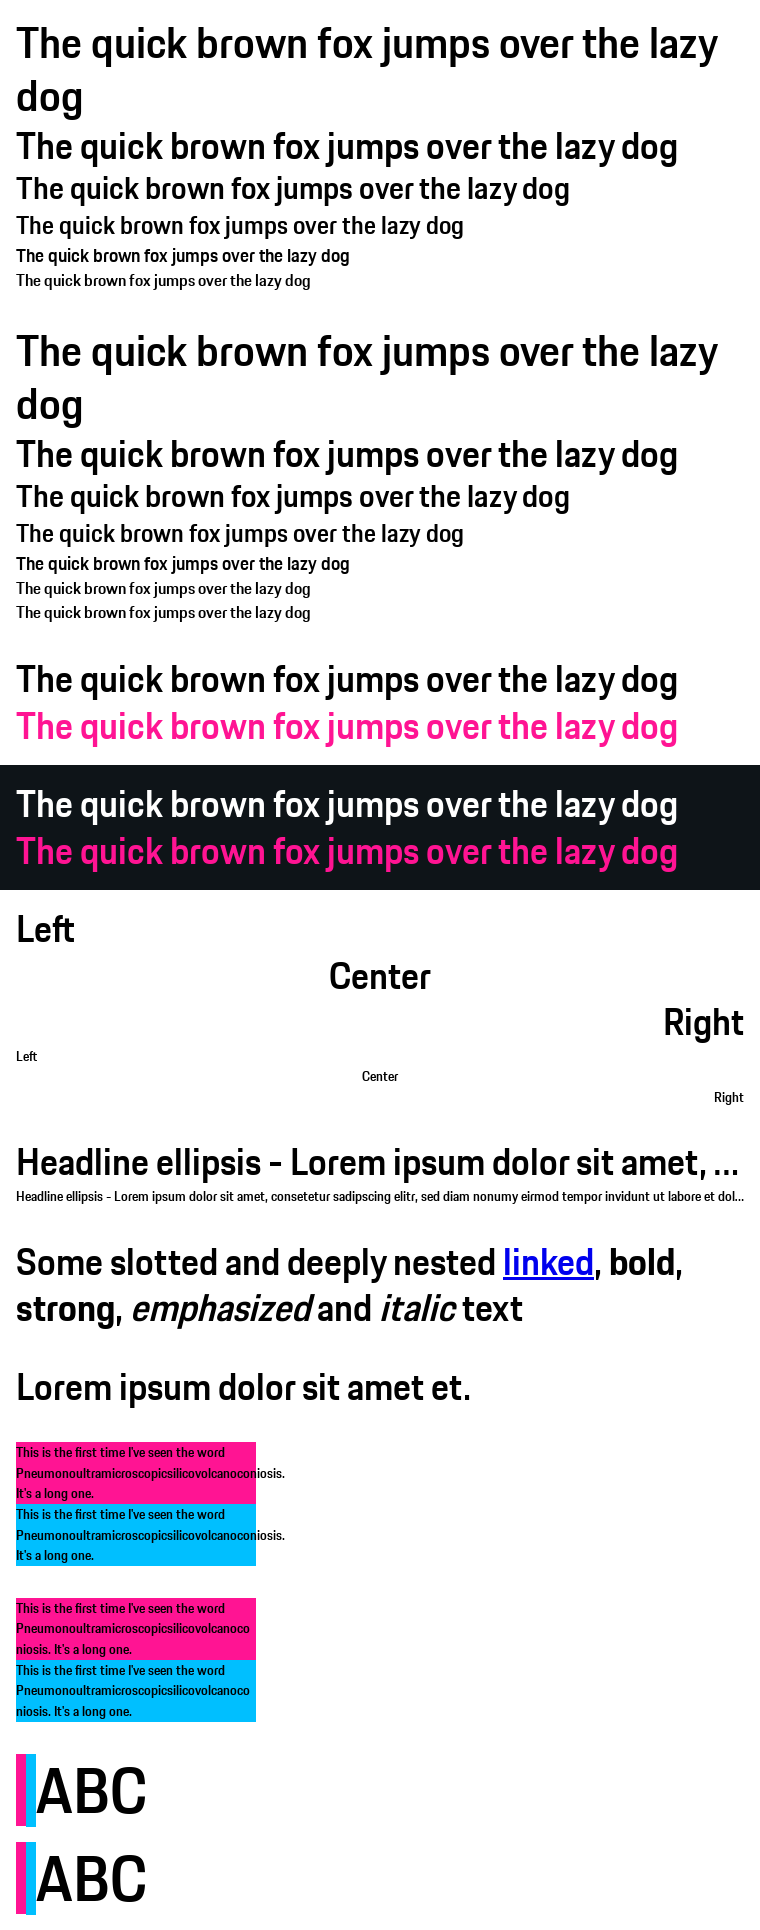 The quick brown fox jumps over the lazy
dog
The quick brown fox jumps over the lazy dog
The quick brown fox jumps over the lazy dog
The quick brown fox jumps over the lazy dog
The quick brown fox jumps over the lazy dog
The quick brown fox jumps over the lazy dog
The quick brown fox jumps over the lazy
dog
The quick brown fox jumps over the lazy dog
The quick brown fox jumps over the lazy dog
The quick brown fox jumps over the lazy dog
The quick brown fox jumps over the lazy dog
The quick brown fox jumps over the lazy dog
The quick brown fox jumps over the lazy dog
The quick brown fox jumps over the lazy dog
The quick brown fox jumps over the lazy dog
The quick brown fox jumps over the lazy dog
The quick brown fox jumps over the lazy dog
Left
Center
Right
Left
Center
Right
Headline ellipsis - Lorem ipsum dolor sit amet, ...
Headline ellipsis - Lorem ipsum dolor sit amet, consetetur sadipscing elitr, sed diam nonumy eirmod tempor invidunt ut labore et dol...
Some slotted and deeply nested linked, bold,
strong, emphasized and italic text
Lorem ipsum dolor sit amet et.
This is the first time I've seen the word
Pneumonoultramicroscopicsilicovolcanoconiosis.
It's a long one.
This is the first time I've seen the word
Pneumonoultramicroscopicsilicovolcanoconiosis.
It's a long one.
This is the first time I've seen the word
Pneumonoultramicroscopicsilicovolcanoco
niosis. It's a long one.
This is the first time I've seen the word
Pneumonoultramicroscopicsilicovolcanoco
niosis. It's a long one.
ABC
ABC